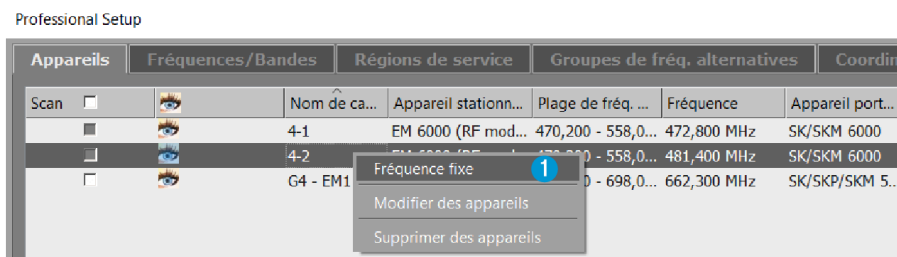 Professional Setup
Appareils Fréquences/Bandes Régions de service Groupes de fréq. alternatives Coordin
Scan Nom de ca... Appareil stationn... Plage de fréq. ... Fréquence Appareil port...
4-1 EM 6000 (RF mod... 470,200 - 558,0... 472,800 MHz SK/SKM 6000
4-2 - 558,0... 481,400 MHz SK/SKM 6000
Fréquence fixe 1
G4 - EM1 - 698,0... 662,300 MHz SK/SKP/SKM 5...
Modifier des appareils
Supprimer des appareils